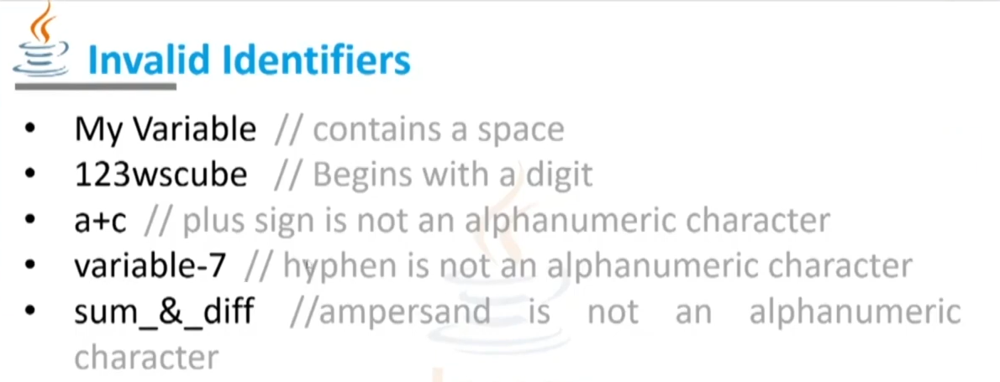 Invalid Identifiers
• My Variable // contains a space
• 123wscube // Begins with a digit
• a+c // plus sign is not an alphanumeric character
• variable-7 // hyphen is not an alphanumeric character
• sum_&_diff //ampersand is not an alphanumeric
character